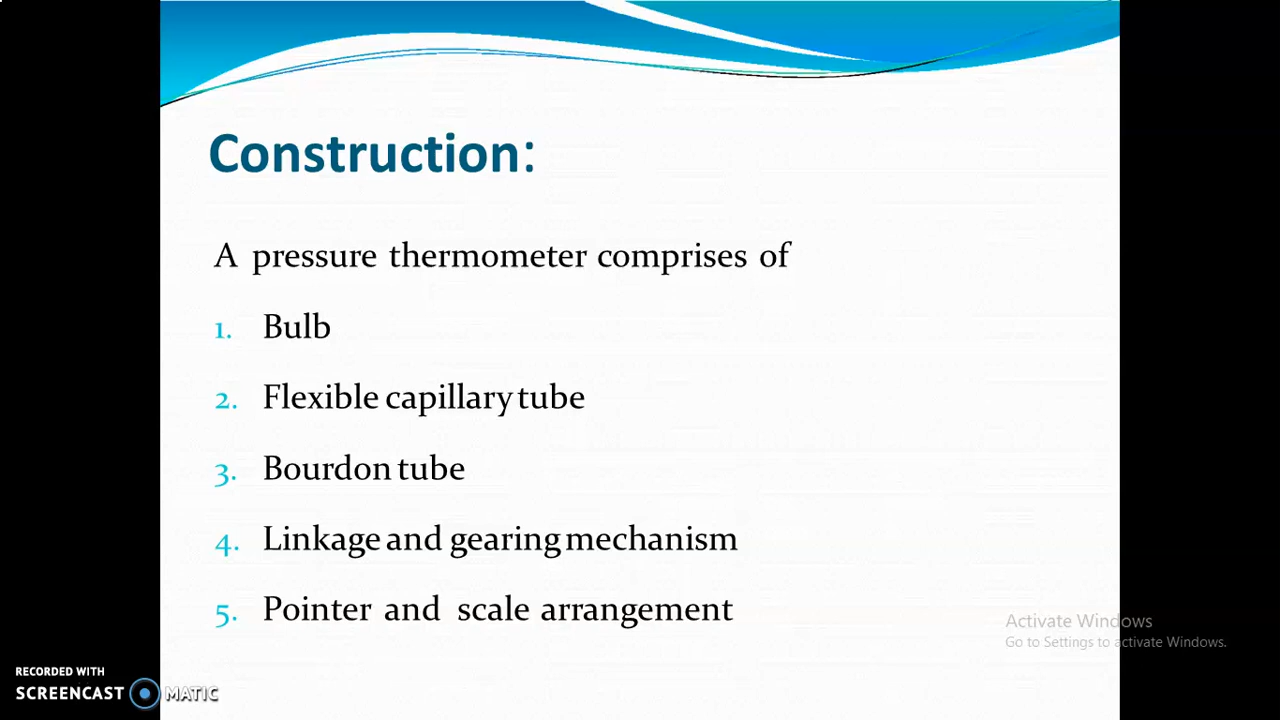 Construction:
A pressure thermometer comprises of
1. Bulb
2. Flexible capillary tube
3. Bourdon tube
4. Linkage and gearing mechanism
5. Pointer and scale arrangement
Activate Windows
Go to Settings to activate Windows.
RECORDED WITH
SCREENCAST MATIC